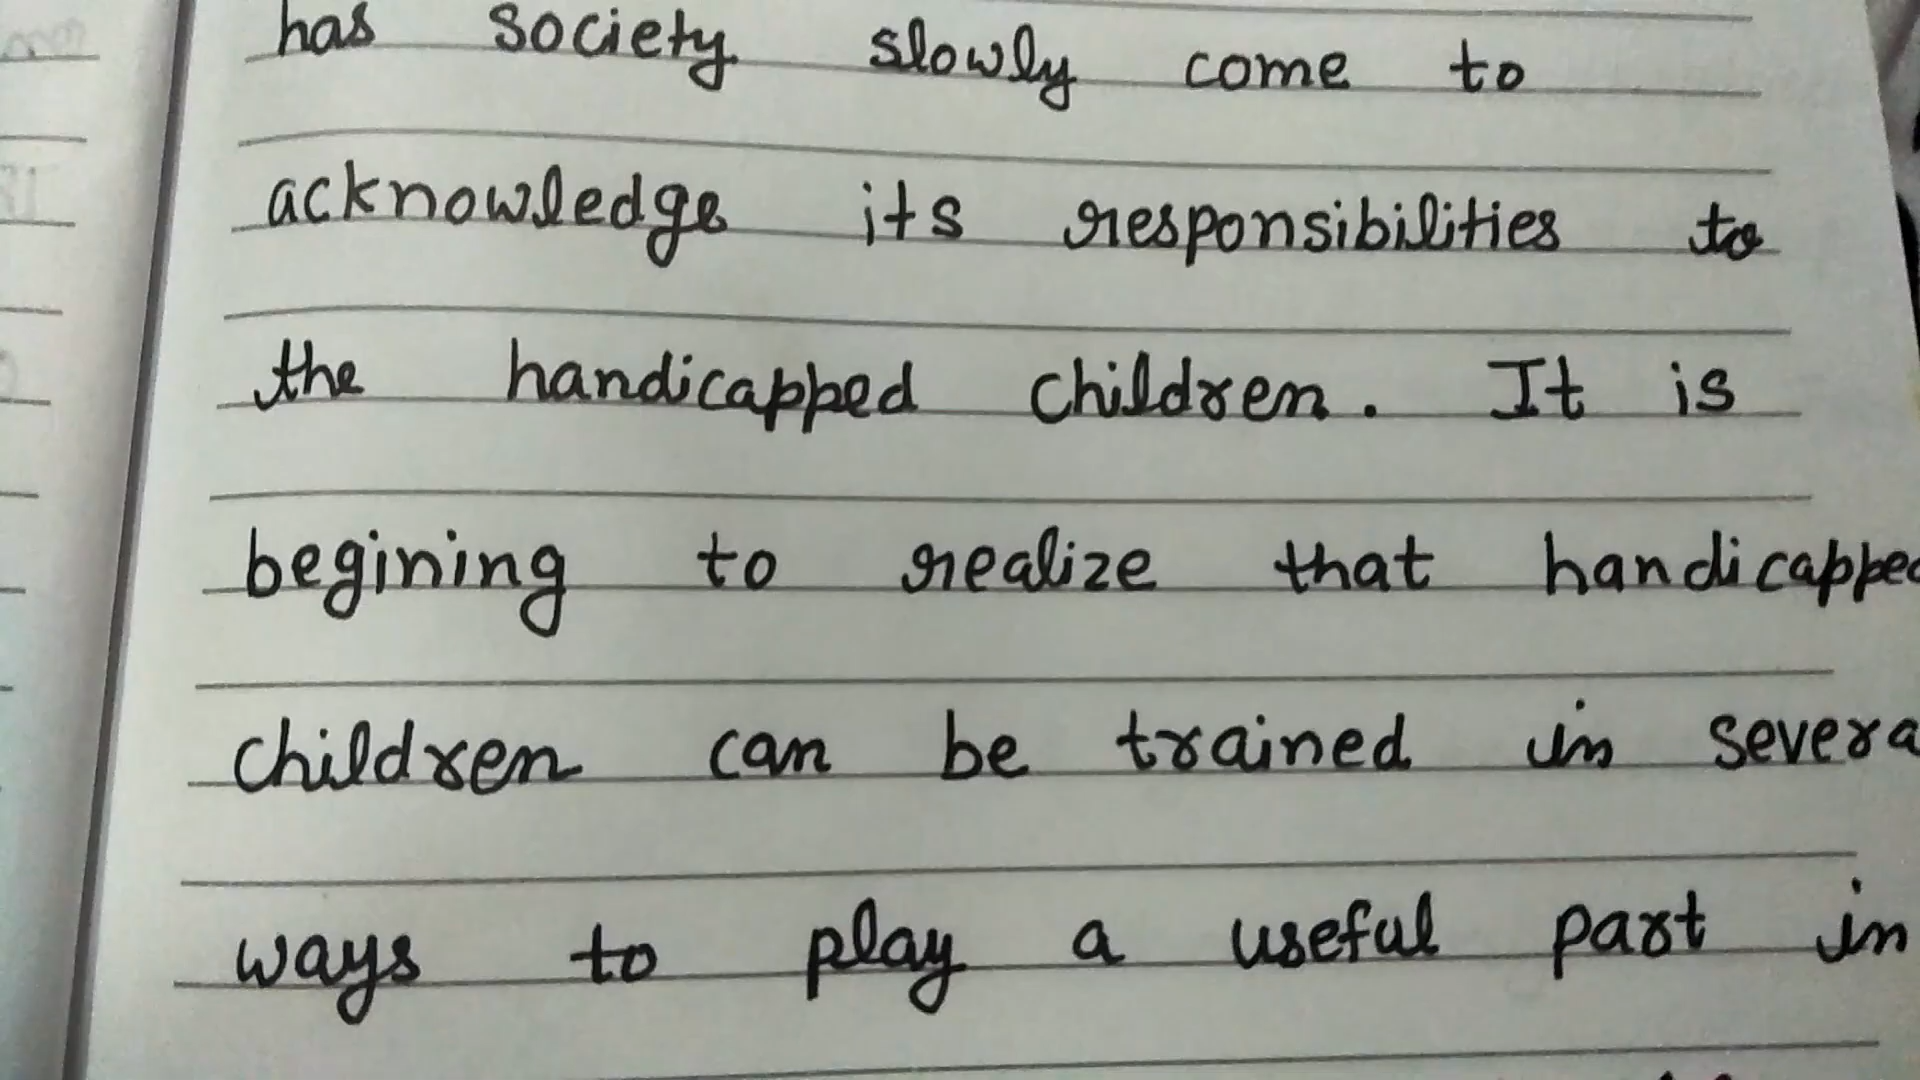 has society slowly come to
acknowledge its responsibilities to
the handicapped children. It is
begining to realize that handicapped
children can be trained in severa
ways to play a useful part in